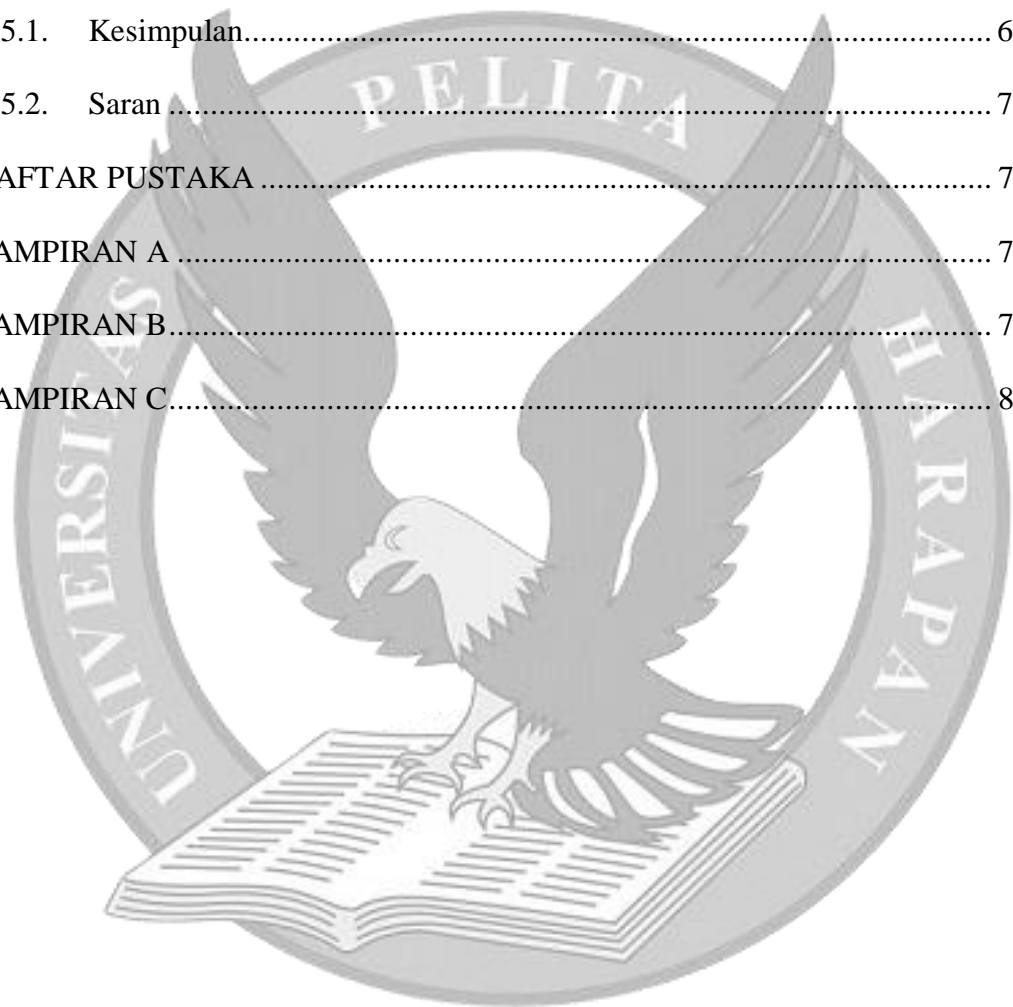 5.1. Kesimpulan.......................................................................................... 6
5.2. Saran .................................................................................................... 7
AFTAR PUSTAKA ......................................................................................... 7
AMPIRAN A ................................................................................................... 7
AMPIRAN B.................................................................................................... 7
AMPIRAN C.................................................................................................... 8
UNIVERSITAS PELITA HARAPAN